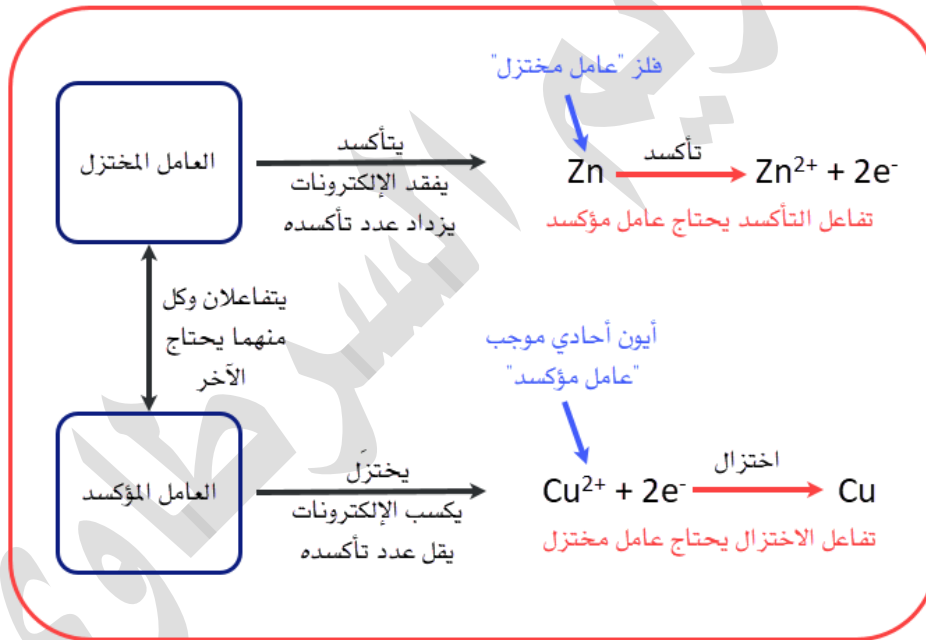 العامل المختزل
يتأكسد
يفقد الإلكترونات
يزداد عدد تأكسده
فلز "عامل مختزل"
تأكسد
Zn → Zn²⁺ + 2e⁻
تفاعل التأكسد يحتاج عامل مؤكسد
يتفاعلان وكل
منهما يحتاج
الآخر
العامل المؤكسد
يختزَل
يكسب الإلكترونات
يقل عدد تأكسده
أيون أحادي موجب
"عامل مؤكسد"
اختزال
Cu²⁺ + 2e⁻ → Cu
تفاعل الاختزال يحتاج عامل مختزل